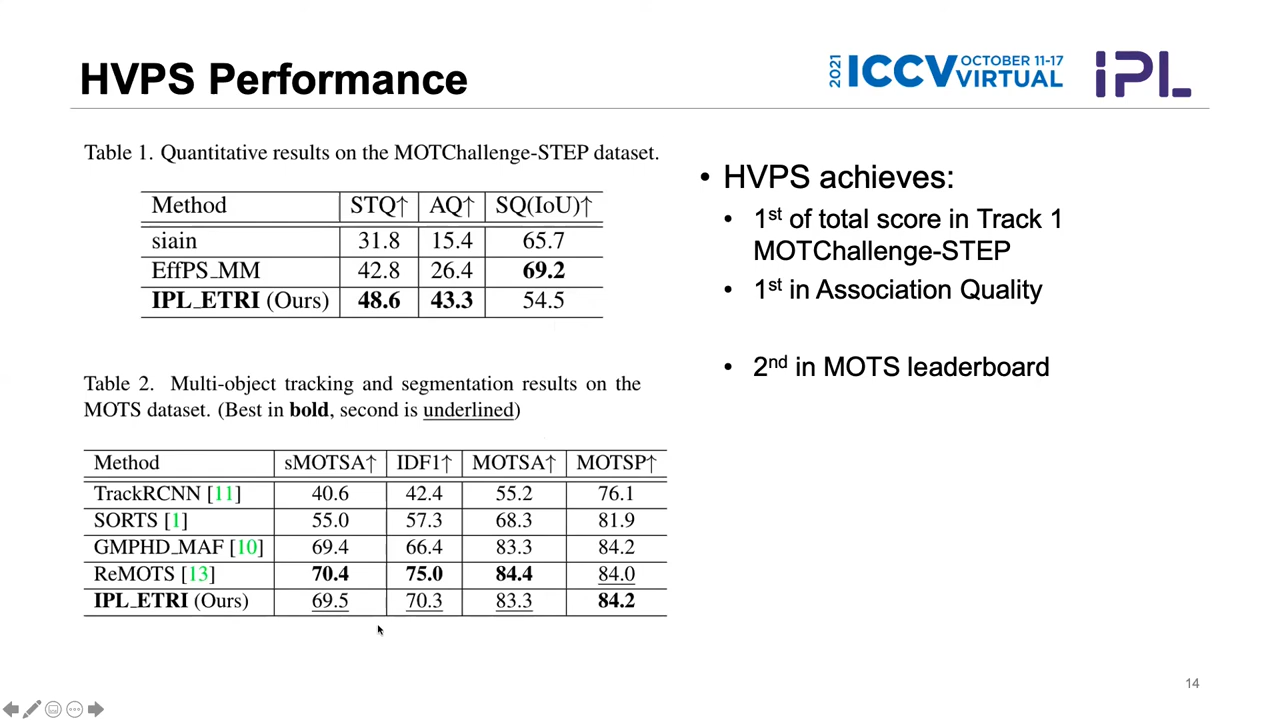 HVPS Performance
2021 ICCV OCTOBER 11-17 VIRTUAL
iPL
Table 1. Quantitative results on the MOTChallenge-STEP dataset.
Method STQ↑ AQ↑ SQ(IoU)↑
siain 31.8 15.4 65.7
EffPS_MM 42.8 26.4 69.2
IPL_ETRI (Ours) 48.6 43.3 54.5
Table 2. Multi-object tracking and segmentation results on the
MOTS dataset. (Best in bold, second is underlined)
Method sMOTSA↑ IDF1↑ MOTSA↑ MOTSP↑
TrackRCNN [11] 40.6 42.4 55.2 76.1
SORTS [1] 55.0 57.3 68.3 81.9
GMPHD_MAF [10] 69.4 66.4 83.3 84.2
ReMOTS [13] 70.4 75.0 84.4 84.0
IPL_ETRI (Ours) 69.5 70.3 83.3 84.2
• HVPS achieves:
• 1st of total score in Track 1
MOTChallenge-STEP
• 1st in Association Quality
• 2nd in MOTS leaderboard
14